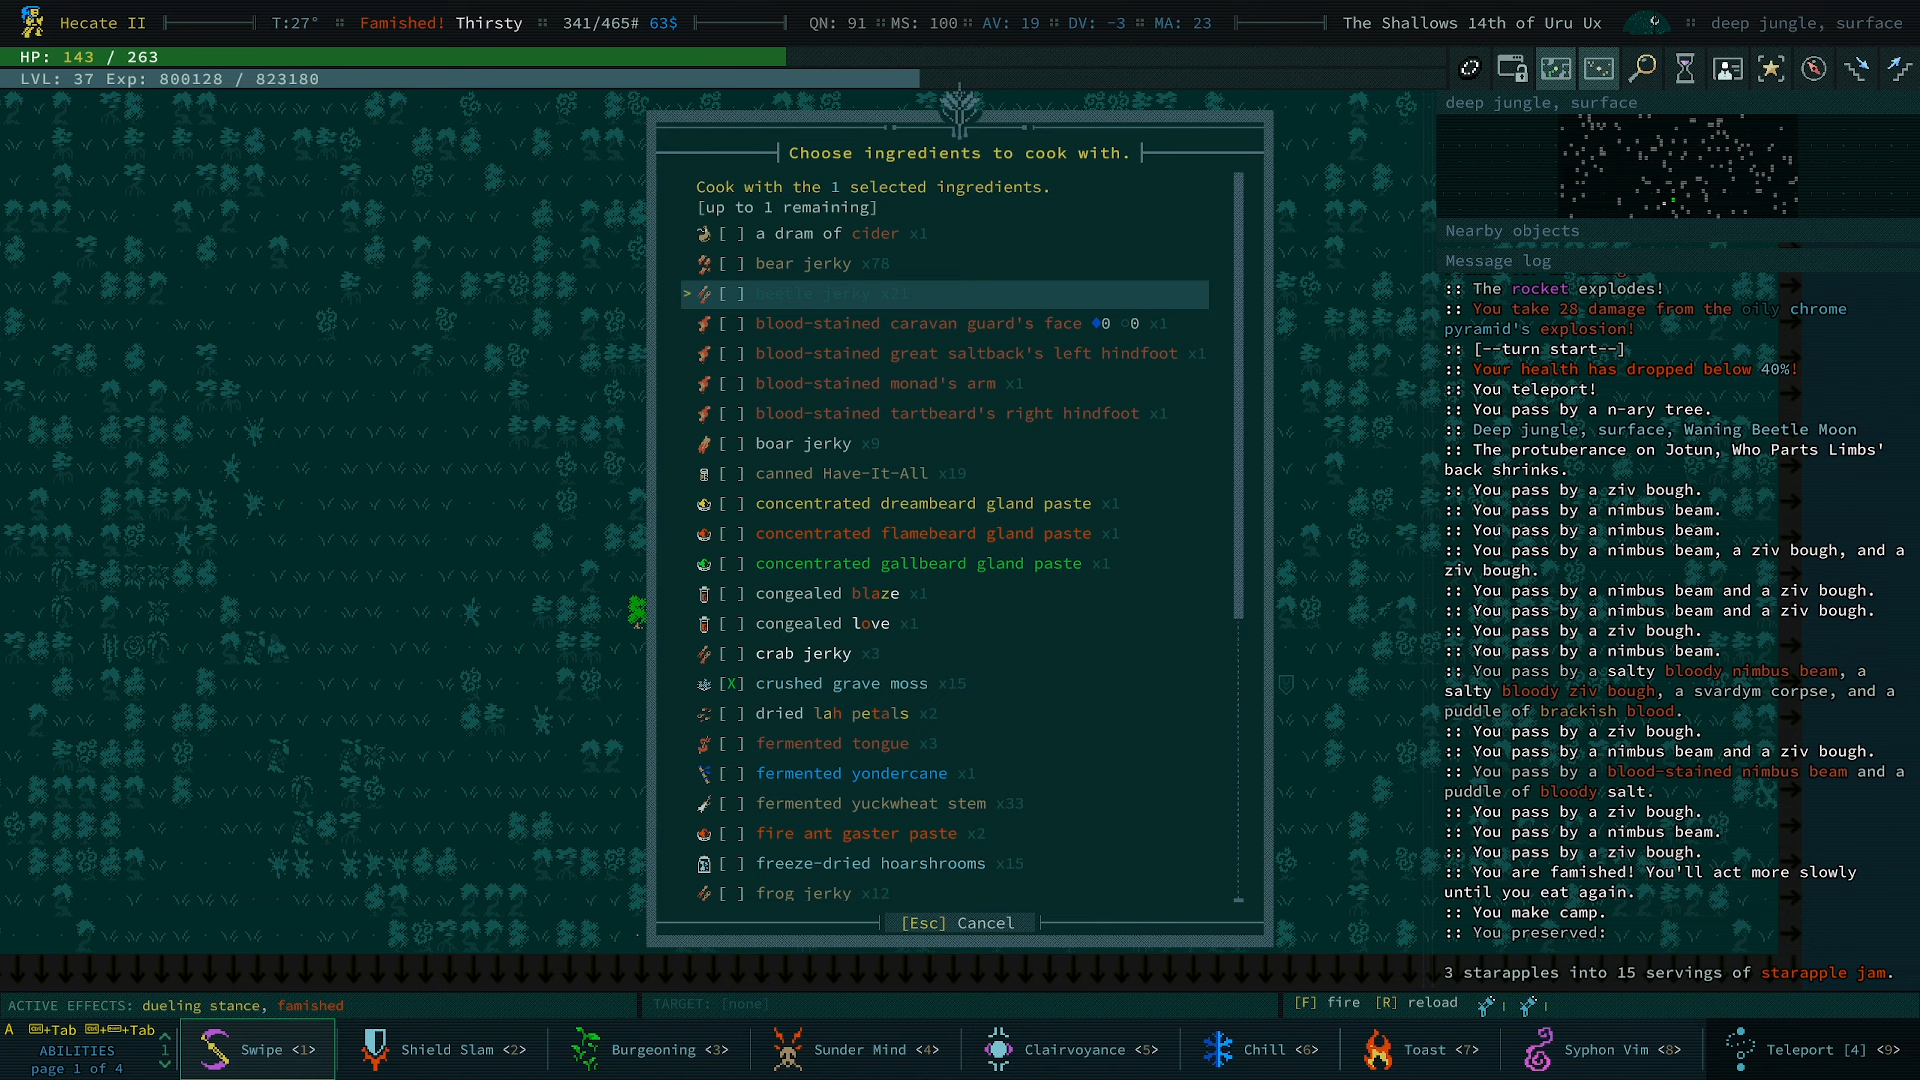 Hecate II
T:27° Famished! Thirsty 341/465# 63$ QN: 91 MS: 100 AV: 19 DV: -3 MA: 23 The Shallows 14th of Uru Ux deep jungle, surface
HP: 143 / 263
LVL: 37 Exp: 800128 / 823180
Choose ingredients to cook with.
Cook with the 1 selected ingredients.
[up to 1 remaining]
[ ] a dram of cider x1
[ ] bear jerky x78
> [ ] beetle jerky x21
[ ] blood-stained caravan guard's face ♦0 ○0 x1
[ ] blood-stained great saltback's left hindfoot x1
[ ] blood-stained monad's arm x1
[ ] blood-stained tartbeard's right hindfoot x1
[ ] boar jerky x9
[ ] canned Have-It-All x19
[ ] concentrated dreambeard gland paste x1
[ ] concentrated flamebeard gland paste x1
[ ] concentrated gallbeard gland paste x1
[ ] congealed blaze x1
[ ] congealed love x1
[ ] crab jerky x3
[X] crushed grave moss x15
[ ] dried lah petals x2
[ ] fermented tongue x3
[ ] fermented yondercane x1
[ ] fermented yuckwheat stem x33
[ ] fire ant gaster paste x2
[ ] freeze-dried hoarshrooms x15
[ ] frog jerky x12
[Esc] Cancel
deep jungle, surface
Nearby objects
Message log
:: The rocket explodes!
:: You take 28 damage from the oily chrome
pyramid's explosion!
:: [--turn start--]
:: Your health has dropped below 40%!
:: You teleport!
:: You pass by a n-ary tree.
:: Deep jungle, surface, Waning Beetle Moon
:: The protuberance on Jotun, Who Parts Limbs'
back shrinks.
:: You pass by a ziv bough.
:: You pass by a nimbus beam.
:: You pass by a nimbus beam.
:: You pass by a nimbus beam, a ziv bough, and a
ziv bough.
:: You pass by a nimbus beam and a ziv bough.
:: You pass by a nimbus beam and a ziv bough.
:: You pass by a ziv bough.
:: You pass by a nimbus beam.
:: You pass by a salty bloody nimbus beam, a
salty bloody ziv bough, a svardym corpse, and a
puddle of brackish blood.
:: You pass by a ziv bough.
:: You pass by a nimbus beam and a ziv bough.
:: You pass by a blood-stained nimbus beam and a
puddle of bloody salt.
:: You pass by a ziv bough.
:: You pass by a nimbus beam.
:: You pass by a ziv bough.
:: You are famished! You'll act more slowly
until you eat again.
:: You make camp.
:: You preserved:
3 starapples into 15 servings of starapple jam.
ACTIVE EFFECTS: dueling stance, famished
TARGET: [none]
[F] fire [R] reload
A +Tab +Tab
ABILITIES 1
page 1 of 4
Swipe <1>
Shield Slam <2>
Burgeoning <3>
Sunder Mind <4>
Clairvoyance <5>
Chill <6>
Toast <7>
Syphon Vim <8>
Teleport [4] <9>